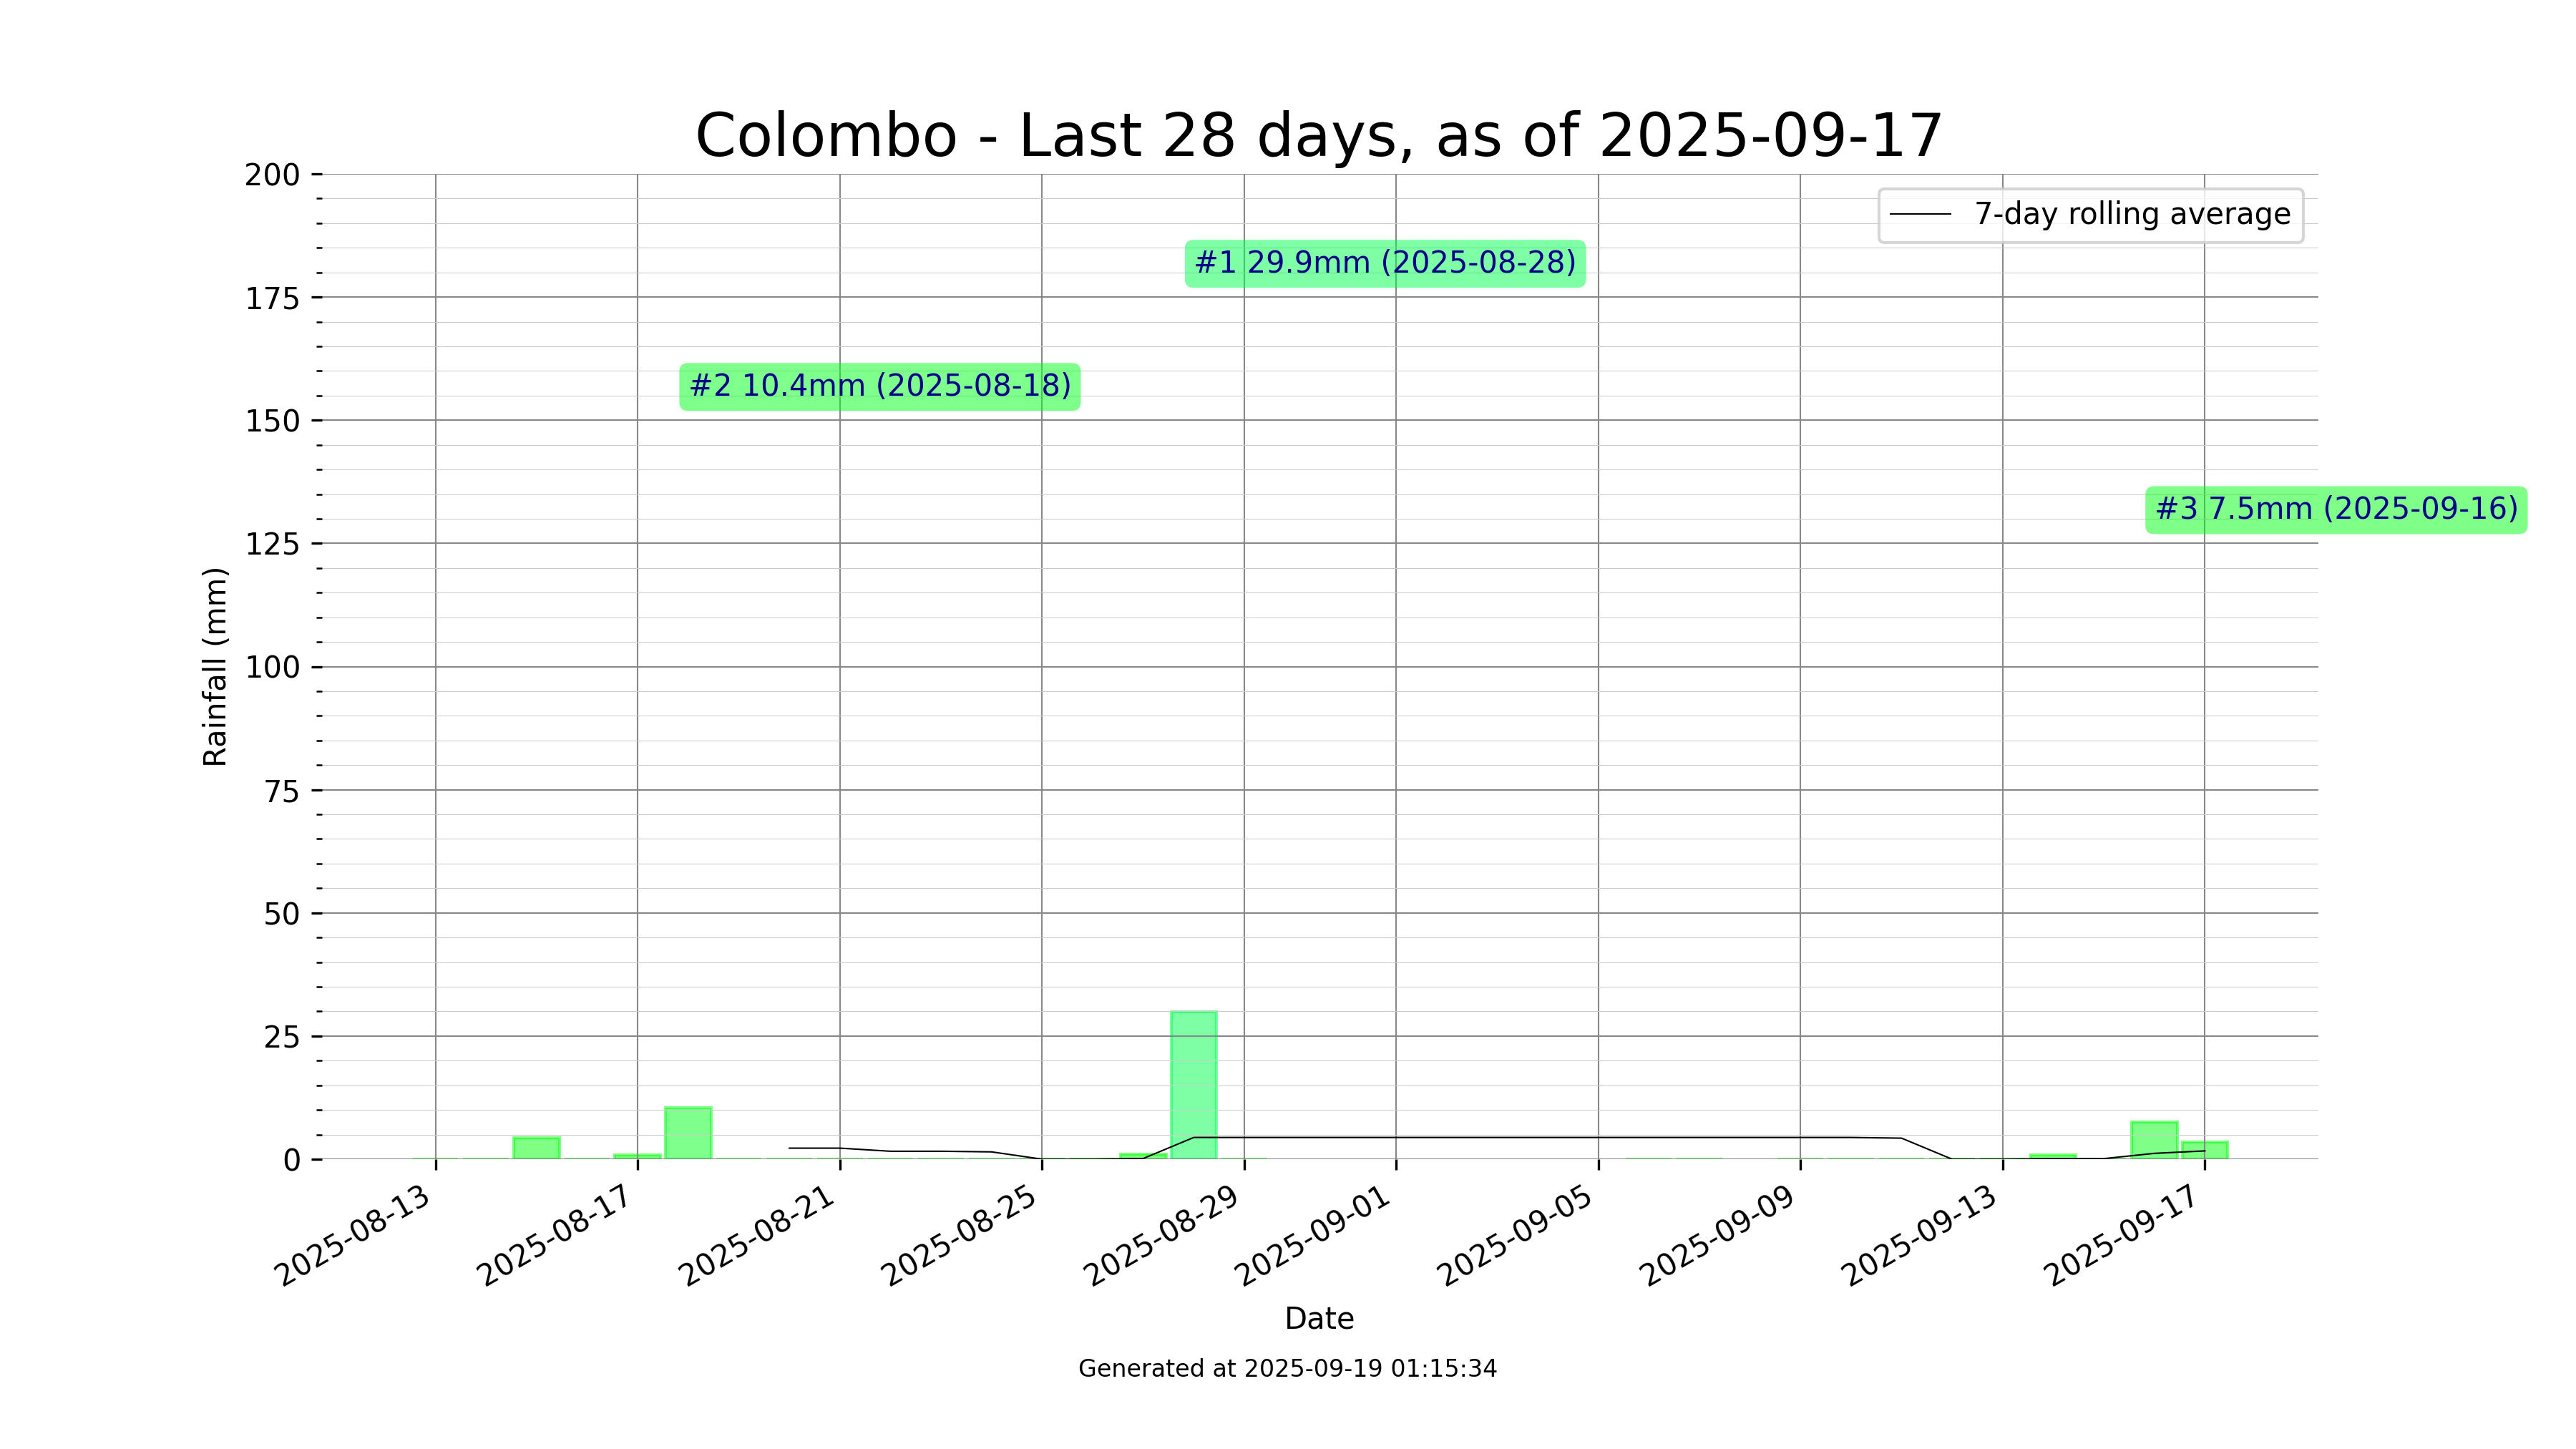 Colombo - Last 28 days, as of 2025-09-17
7-day rolling average
#1 29.9mm (2025-08-28)
#2 10.4mm (2025-08-18)
#3 7.5mm (2025-09-16)
Rainfall (mm)
200
175
150
125
100
75
50
25
0
2025-08-13
2025-08-17
2025-08-21
2025-08-25
2025-08-29
2025-09-01
2025-09-05
2025-09-09
2025-09-13
2025-09-17
Date
Generated at 2025-09-19 01:15:34